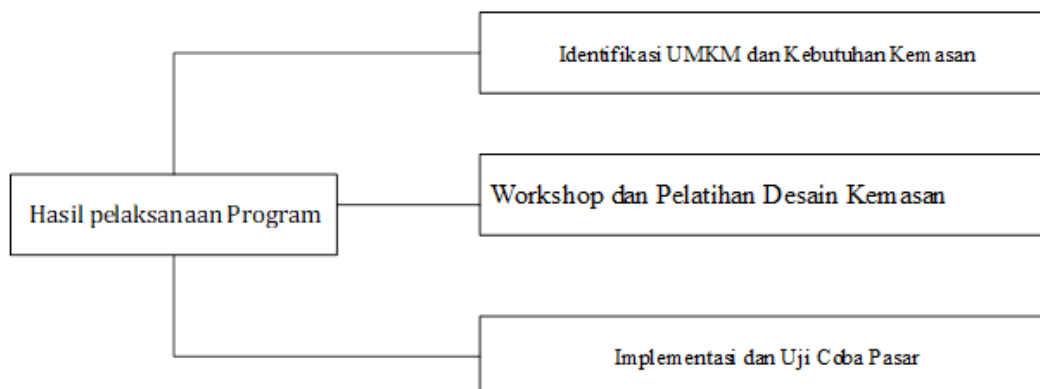 Identifikasi UMKM dan Kebutuhan Kemasan
Workshop dan Pelatihan Desain Kemasan
Hasil pelaksanaan Program
Implementasi dan Uji Coba Pasar